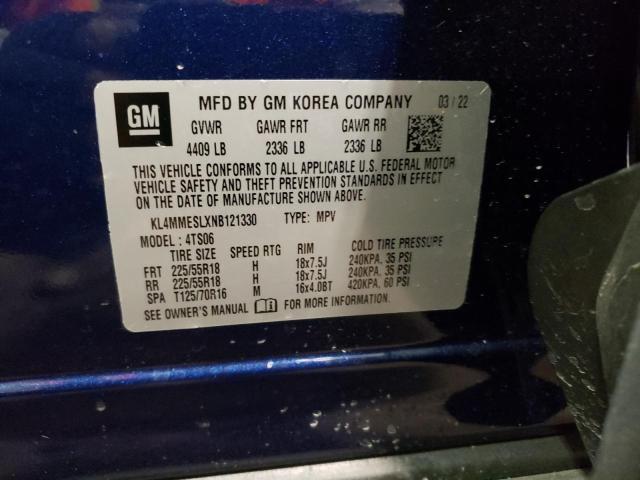 GM MFD BY GM KOREA COMPANY 03/22
GVWR GAWR FRT GAWR RR
4409 LB 2336 LB 2336 LB
THIS VEHICLE CONFORMS TO ALL APPLICABLE U.S. FEDERAL MOTOR
VEHICLE SAFETY AND THEFT PREVENTION STANDARDS IN EFFECT
ON THE DATE OF MANUFACTURE SHOWN ABOVE.
KL4MMESLXNB121330 TYPE: MPV
MODEL: 4TS06
TIRE SIZE SPEED RTG RIM COLD TIRE PRESSURE
FRT 225/55R18 H 18x7.5J 240KPA, 35 PSI
RR 225/55R18 H 18x7.5J 240KPA, 35 PSI
SPA T125/70R16 M 16x4.0BT 420KPA, 60 PSI
SEE OWNER'S MANUAL FOR MORE INFORMATION.